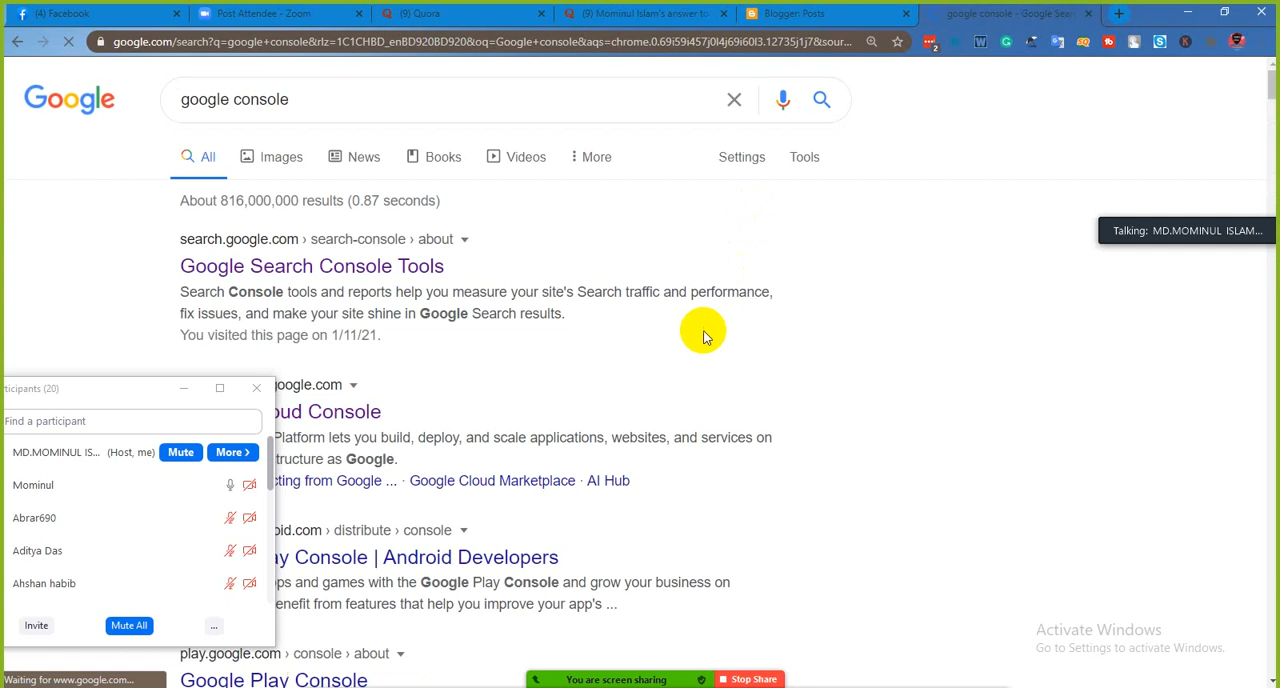 (4) Facebook
Post Attendee - Zoom
(9) Quora
(9) Mominul Islam's answer to
Blogger: Posts
google console - Google Sear
google.com/search?q=google+console&rlz=1C1CHBD_enBD920BD920&oq=Google+console&aqs=chrome.0.69i59i457j0l4j69i60l3.12735j1j7&sour...
Google
google console
All
Images
News
Books
Videos
More
Settings
Tools
About 816,000,000 results (0.87 seconds)
search.google.com › search-console › about
Google Search Console Tools
Search Console tools and reports help you measure your site's Search traffic and performance,
fix issues, and make your site shine in Google Search results.
You visited this page on 1/11/21.
Talking: MD.MOMINUL ISLAM...
ticipants (20)
Find a participant
MD.MOMINUL IS... (Host, me) Mute More >
Mominul
Abrar690
Aditya Das
Ahshan habib
Invite
Mute All
...
google.com
oud Console
Platform lets you build, deploy, and scale applications, websites, and services on
tructure as Google.
cting from Google ... · Google Cloud Marketplace · AI Hub
oid.com › distribute › console
ay Console | Android Developers
ops and games with the Google Play Console and grow your business on
enefit from features that help you improve your app's ...
play.google.com › console › about
Google Play Console
Waiting for www.google.com...
You are screen sharing
Stop Share
Activate Windows
Go to Settings to activate Windows.